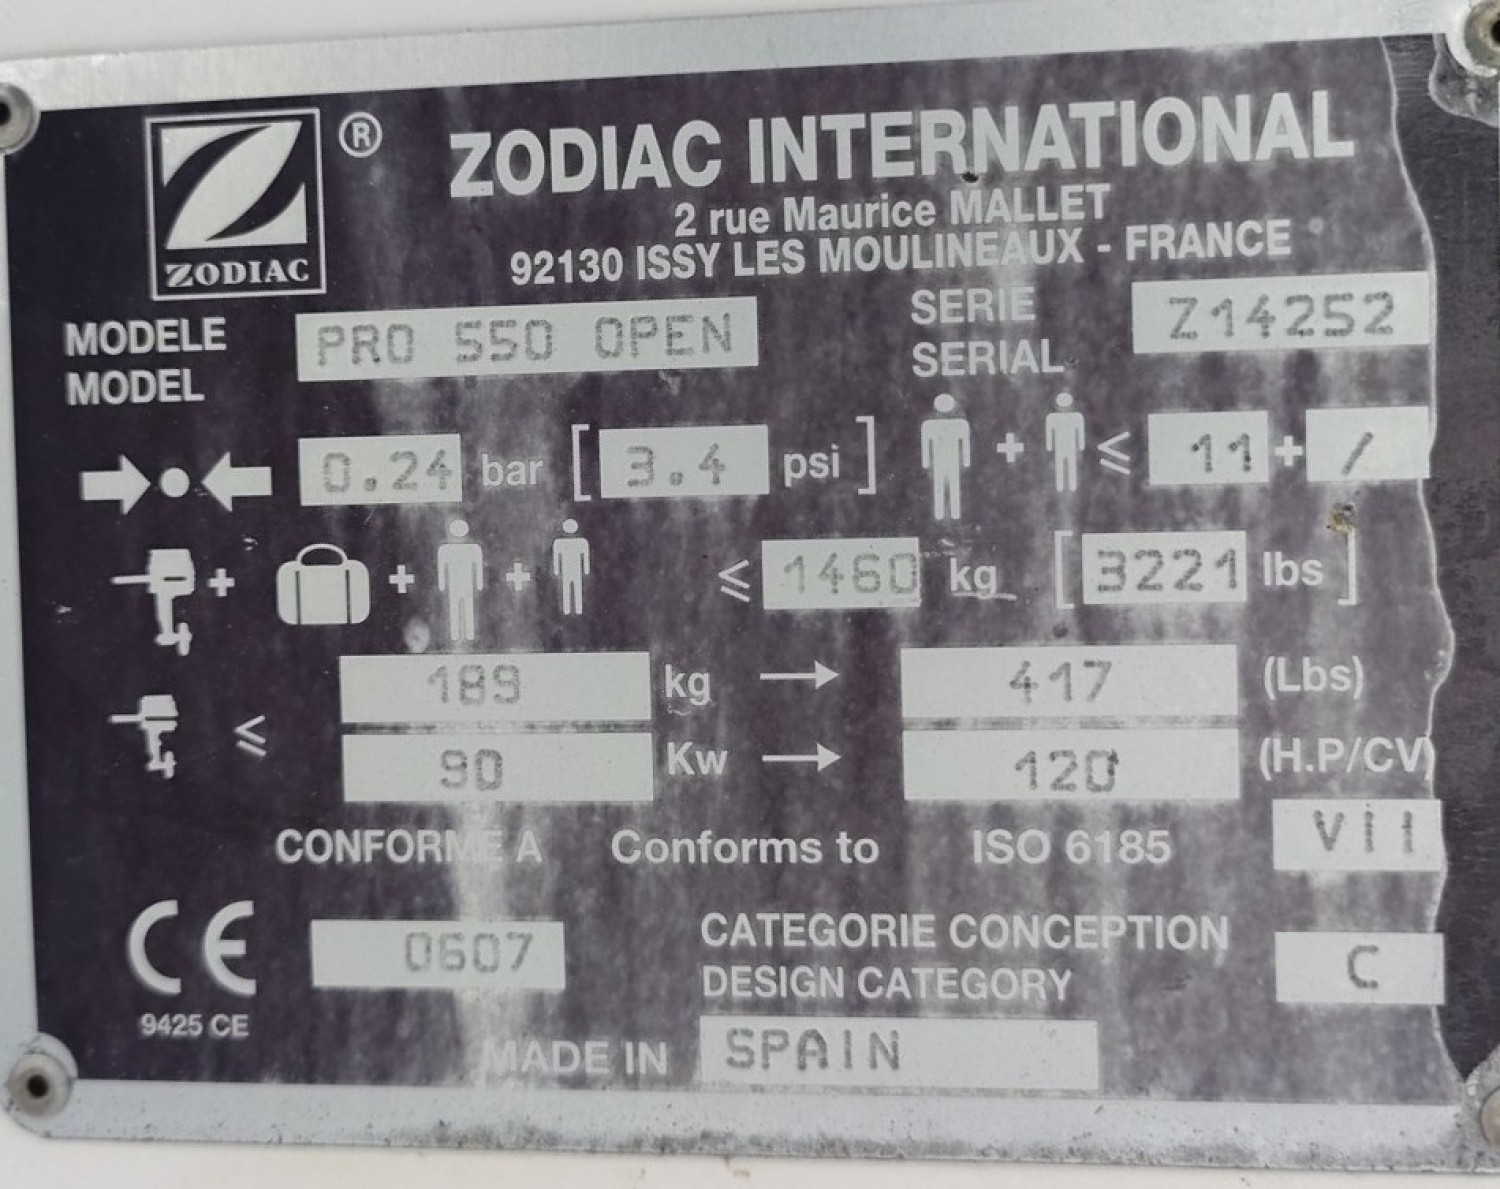 ZODIAC ®
ZODIAC INTERNATIONAL
2 rue Maurice MALLET
92130 ISSY LES MOULINEAUX - FRANCE
MODELE
MODEL
PRO 550 OPEN
SERIE
SERIAL
Z14252
0.24 bar [ 3.4 psi ]
+ ≤ 11 + /
+ + + ≤ 1460 kg [ 3221 lbs ]
≤
189 kg → 417 (Lbs)
90 Kw → 120 (H.P/CV)
CONFORME A Conforms to ISO 6185 Vii
CE 0607
9425 CE
CATEGORIE CONCEPTION
DESIGN CATEGORY
C
MADE IN SPAIN